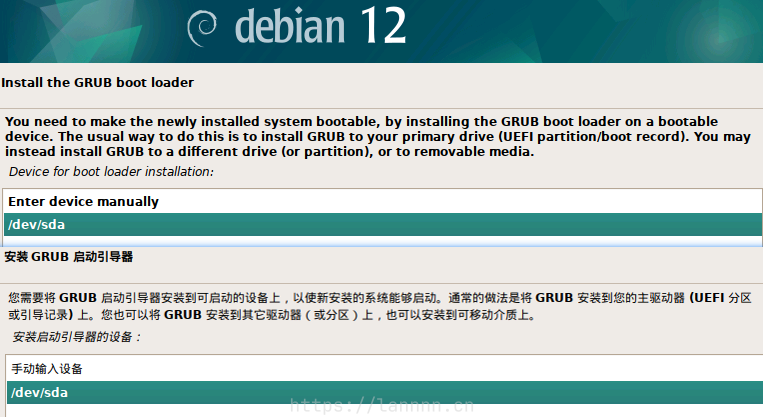 debian 12
Install the GRUB boot loader
You need to make the newly installed system bootable, by installing the GRUB boot loader on a bootable
device. The usual way to do this is to install GRUB to your primary drive (UEFI partition/boot record). You may
instead install GRUB to a different drive (or partition), or to removable media.
Device for boot loader installation:
Enter device manually
/dev/sda
安装 GRUB 启动引导器
您需要将 GRUB 启动引导器安装到可启动的设备上，以使新安装的系统能够启动。通常的做法是将 GRUB 安装到您的主驱动器 (UEFI 分区
或引导记录) 上。您也可以将 GRUB 安装到其它驱动器（或分区）上，也可以安装到可移动介质上。
安装启动引导器的设备：
手动输入设备
/dev/sda
https://lannnn.cn